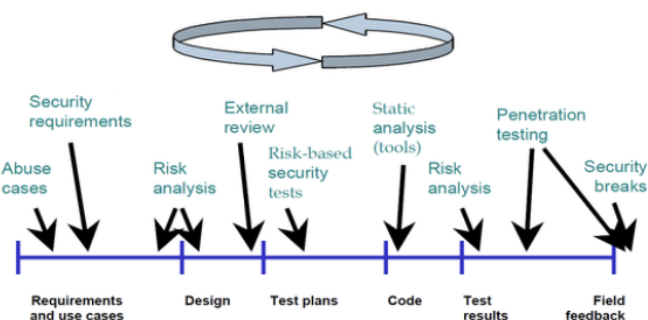 Security
requirements
External
review
Static
analysis
(tools)
Penetration
testing
Abuse
cases
Risk
analysis
Risk-based
security
tests
Risk
analysis
Security
breaks
Requirements
and use cases
Design
Test plans
Code
Test
results
Field
feedback